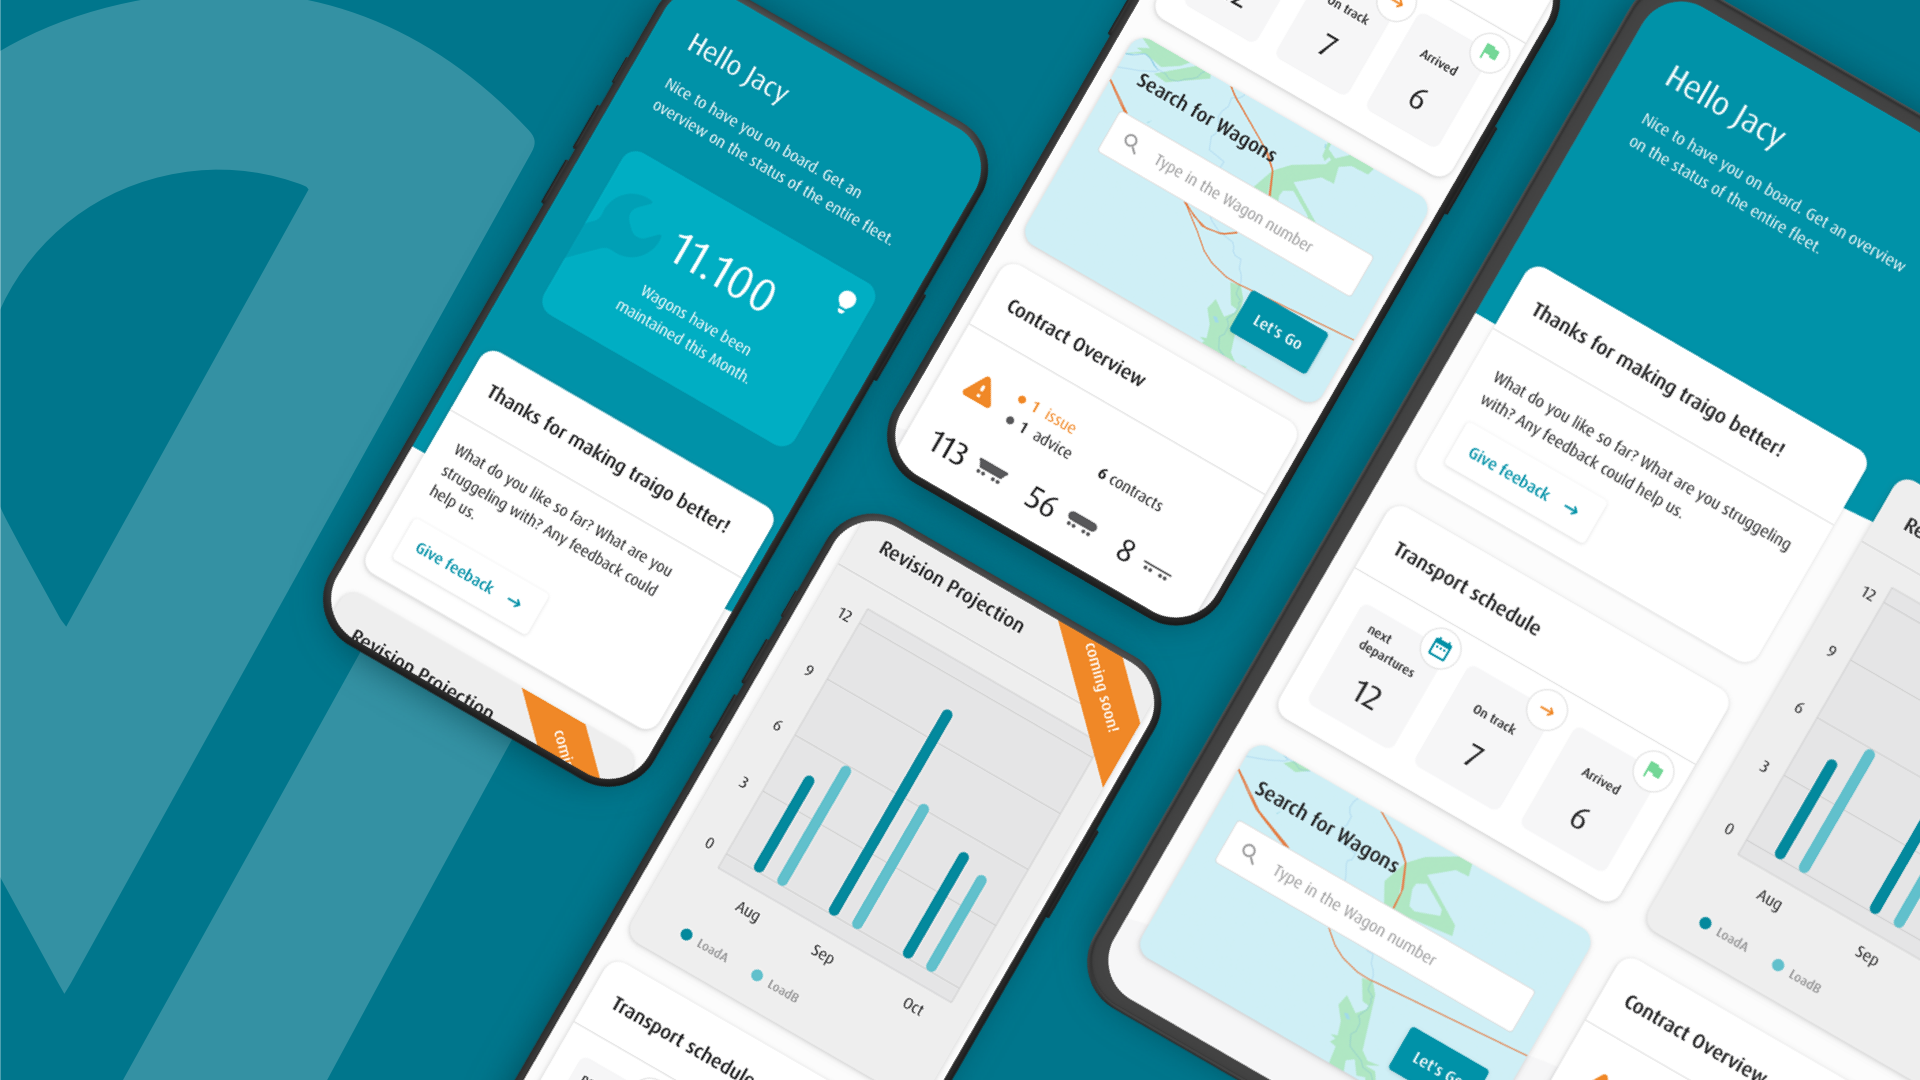 Hello Jacy
Nice to have you on board. Get an
overview on the status of the entire fleet.
11.100
Wagons have been
maintained this Month.
Thanks for making traigo better!
What do you like so far? What are you
struggeling with? Any feedback could
help us.
Give feeback
Revision Projection
On track
7
Arrived
6
Search for Wagons
Type in the Wagon number
Let's Go
Contract Overview
1 issue
1 advice
6 contracts
113
56
8
Revision Projection
coming soon!
12
9
6
3
0
Aug
Sep
Oct
LoadA
LoadB
Transport schedule
Hello Jacy
Nice to have you on board. Get an overview
on the status of the entire fleet.
Thanks for making traigo better!
What do you like so far? What are you struggeling
with? Any feedback could help us.
Give feeback
Transport schedule
next
departures
12
On track
7
Arrived
6
Search for Wagons
Type in the Wagon number
Let's Go
12
9
6
3
0
Aug
Sep
LoadA
LoadB
Contract Overview